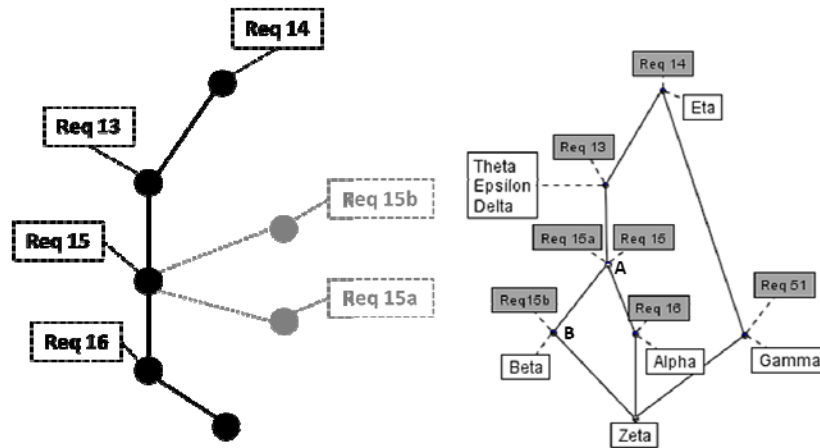 Req 14
Req 13
Req 15b
Req 15
Req 15a
Req 16
Req 14
Eta
Req 13
Theta
Epsilon
Delta
Req 15a
Req 15
A
Req15b
B
Req 16
Req 51
Beta
Alpha
Gamma
Zeta